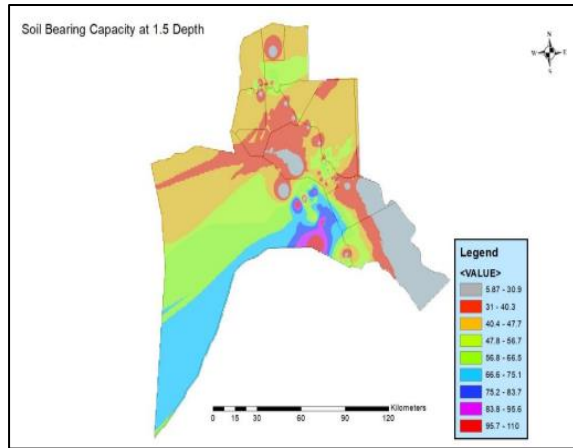 Soil Bearing Capacity at 1.5 Depth
N
W E
S
Legend
<VALUE>
5.87 - 30.9
31 - 40.3
40.4 - 47.7
47.8 - 56.7
56.8 - 66.5
66.6 - 75.1
75.2 - 83.7
83.8 - 95.6
95.7 - 110
Kilometers
0 15 30 60 90 120